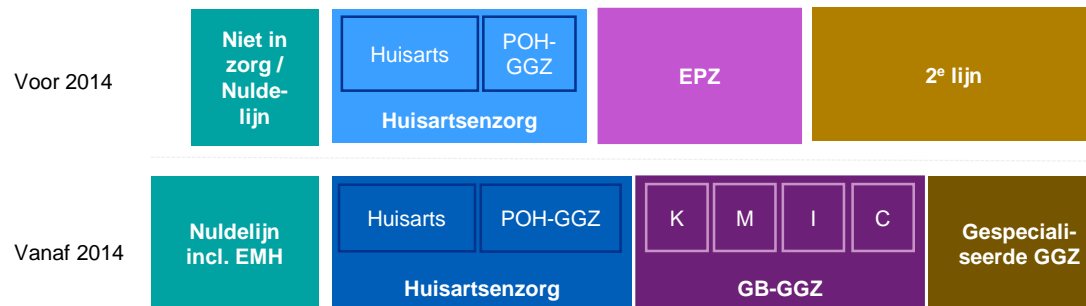 Voor 2014
Niet in
zorg /
Nulde-
lijn
Huisarts
POH-
GGZ
Huisartsenzorg
EPZ
2e lijn
Vanaf 2014
Nuldelijn
incl. EMH
Huisarts
POH-GGZ
Huisartsenzorg
K
M
I
C
GB-GGZ
Gespeciali-
seerde GGZ